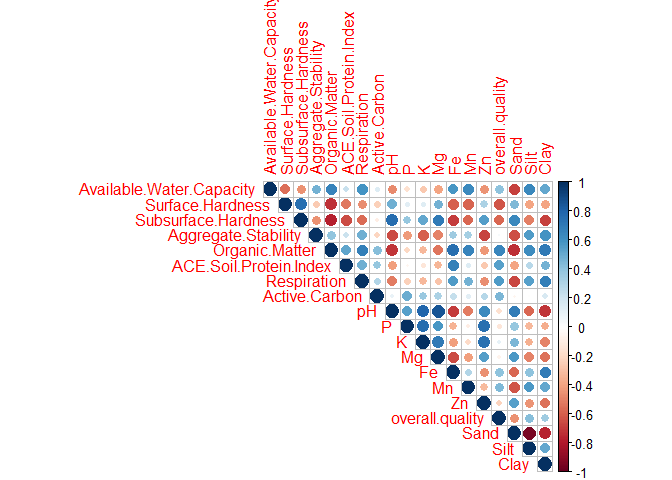 Available.Water.Capacity
Surface.Hardness
Subsurface.Hardness
Aggregate.Stability
Organic.Matter
ACE.Soil.Protein.Index
Respiration
Active.Carbon
pH
P
K
Mg
Fe
Mn
Zn
overall.quality
Sand
Silt
Clay
Available.Water.Capacity
Surface.Hardness
Subsurface.Hardness
Aggregate.Stability
Organic.Matter
ACE.Soil.Protein.Index
Respiration
Active.Carbon
pH
P
K
Mg
Fe
Mn
Zn
overall.quality
Sand
Silt
Clay
1
0.8
0.6
0.4
0.2
0
-0.2
-0.4
-0.6
-0.8
-1